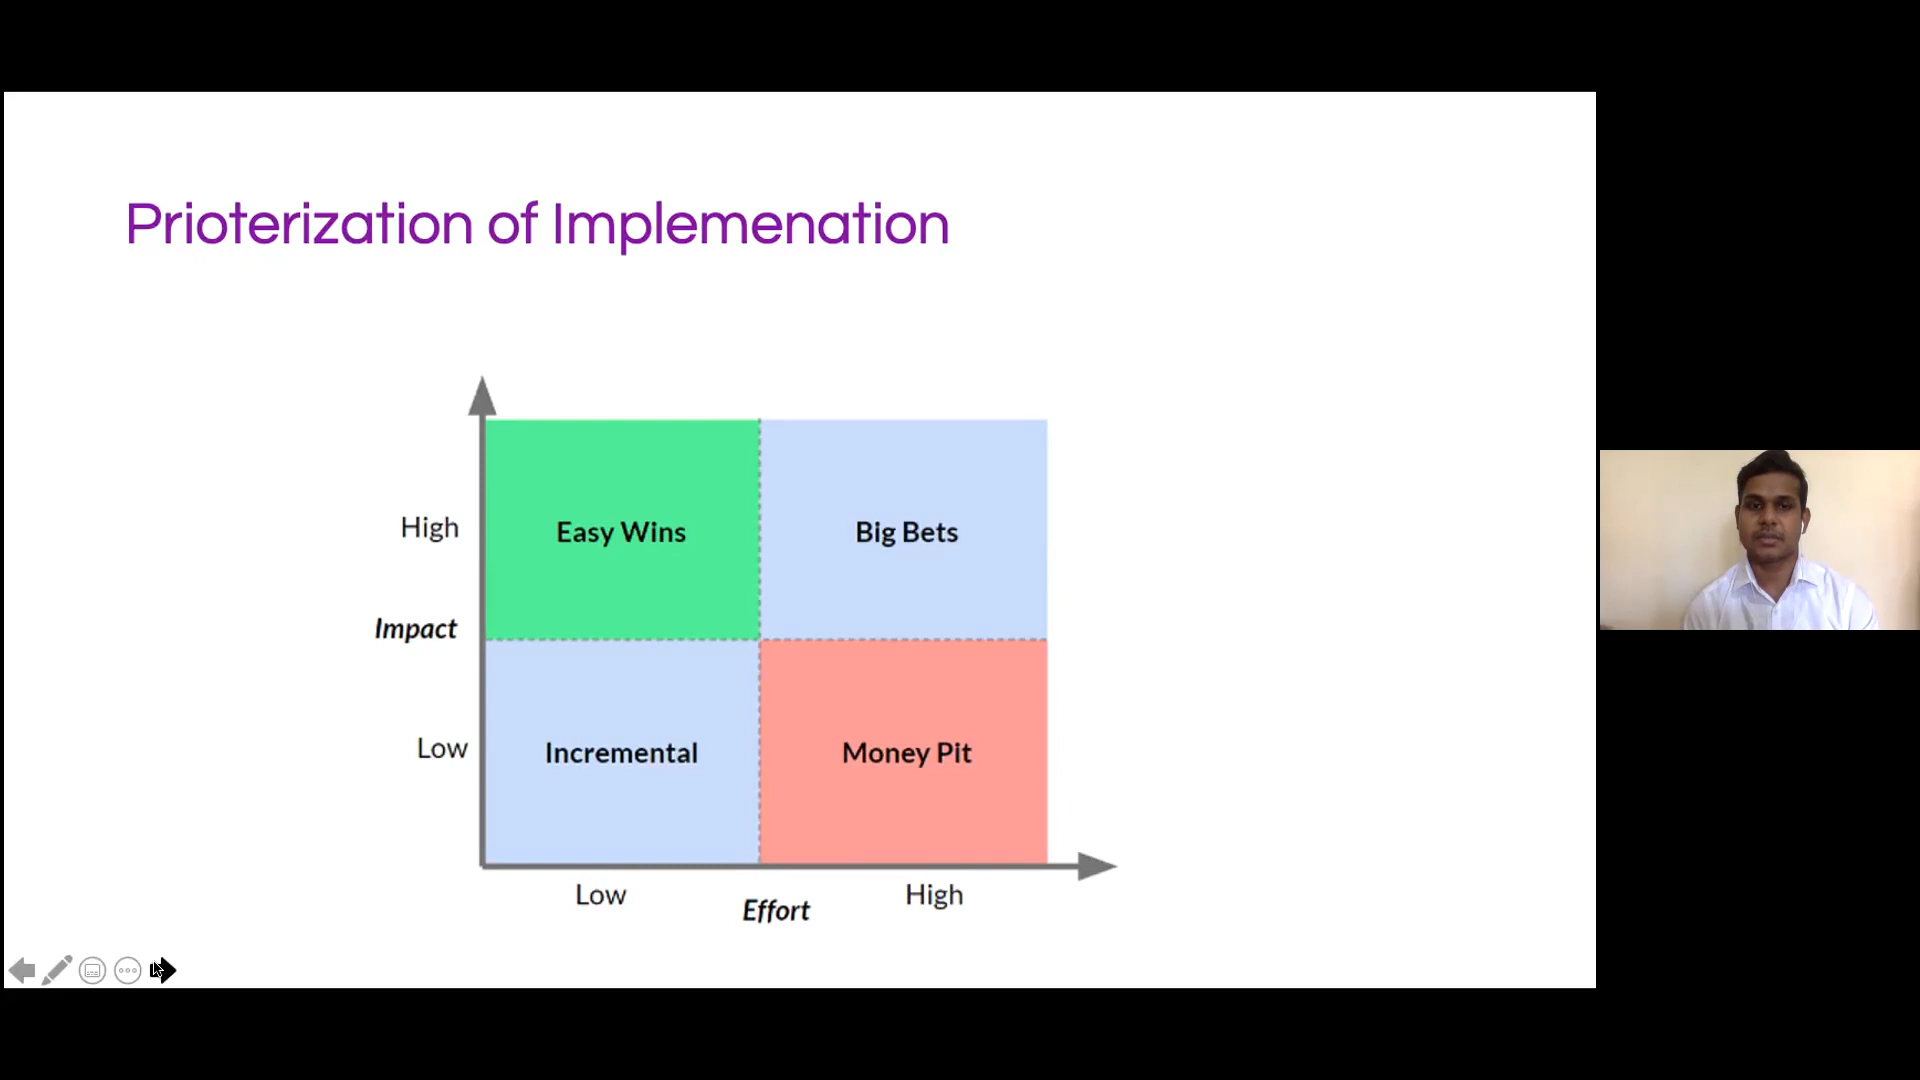 Prioterization of Implemenation
High
Easy Wins
Big Bets
Impact
Low
Incremental
Money Pit
Low
High
Effort